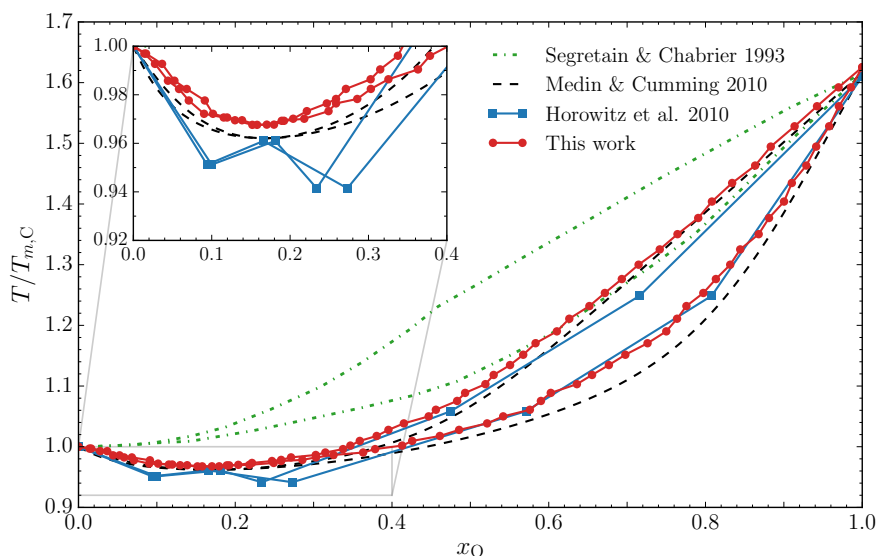 1.7
1.6
1.5
1.4
1.3
1.2
1.1
1.0
0.9
T/T_{m,C}
1.00
0.98
0.96
0.94
0.92
0.0 0.1 0.2 0.3 0.4
Segretain & Chabrier 1993
Medin & Cumming 2010
Horowitz et al. 2010
This work
0.0 0.2 0.4 0.6 0.8 1.0
x_O